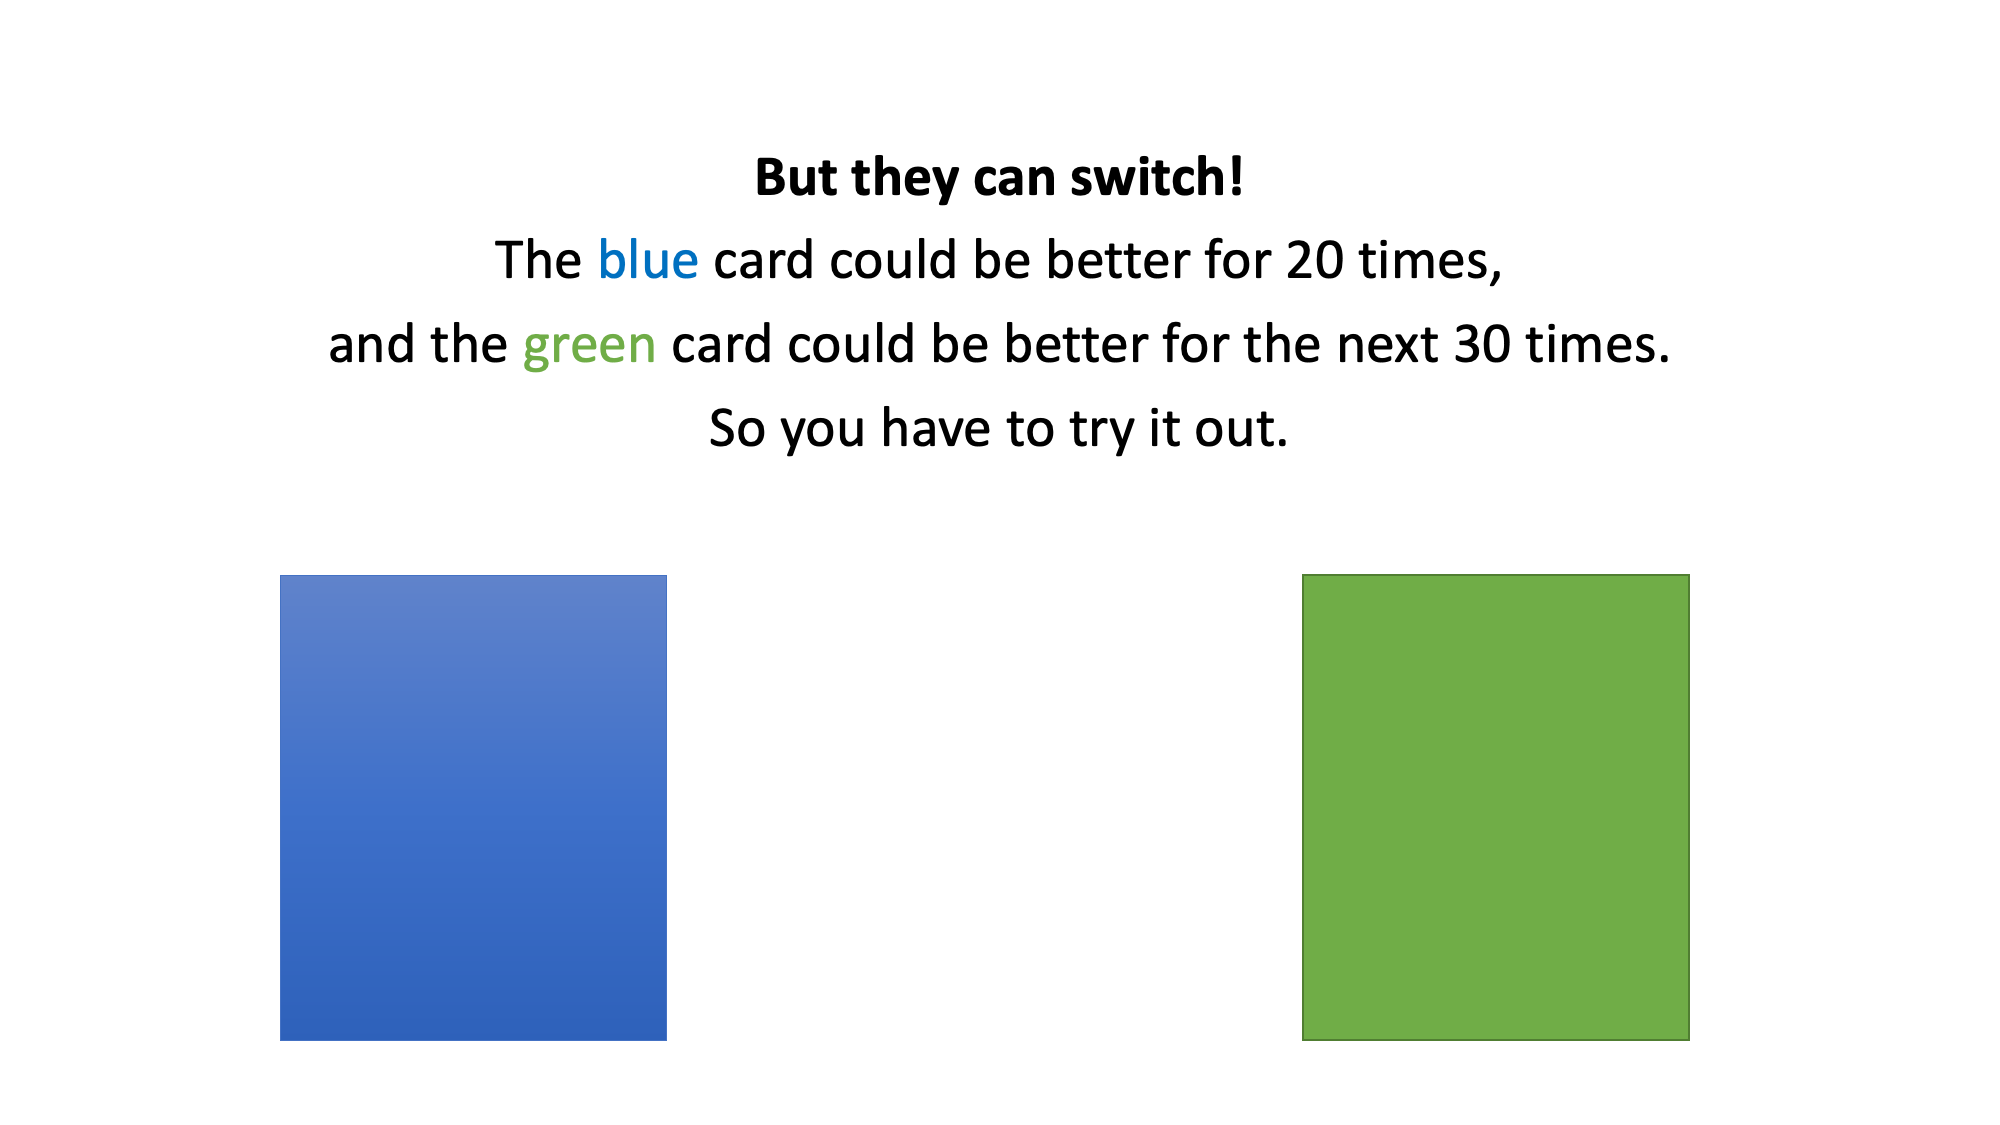 But they can switch!
The blue card could be better for 20 times,
and the green card could be better for the next 30 times.
So you have to try it out.